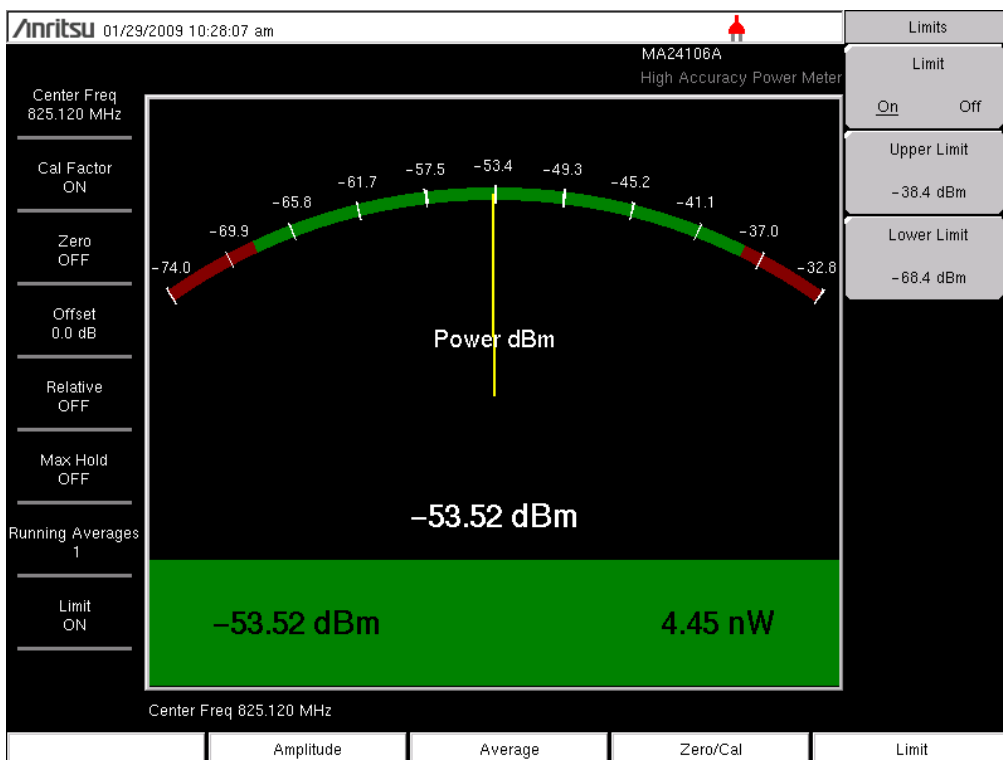 Anritsu 01/29/2009 10:28:07 am
MA24106A
High Accuracy Power Meter
Center Freq
825.120 MHz
Cal Factor
ON
Zero
OFF
Offset
0.0 dB
Relative
OFF
Max Hold
OFF
Running Averages
1
Limit
ON
−74.0
−69.9
−65.8
−61.7
−57.5
−53.4
−49.3
−45.2
−41.1
−37.0
−32.8
Power dBm
−53.52 dBm
−53.52 dBm 4.45 nW
Center Freq 825.120 MHz
Limits
Limit
On Off
Upper Limit
−38.4 dBm
Lower Limit
−68.4 dBm
Amplitude Average Zero/Cal Limit